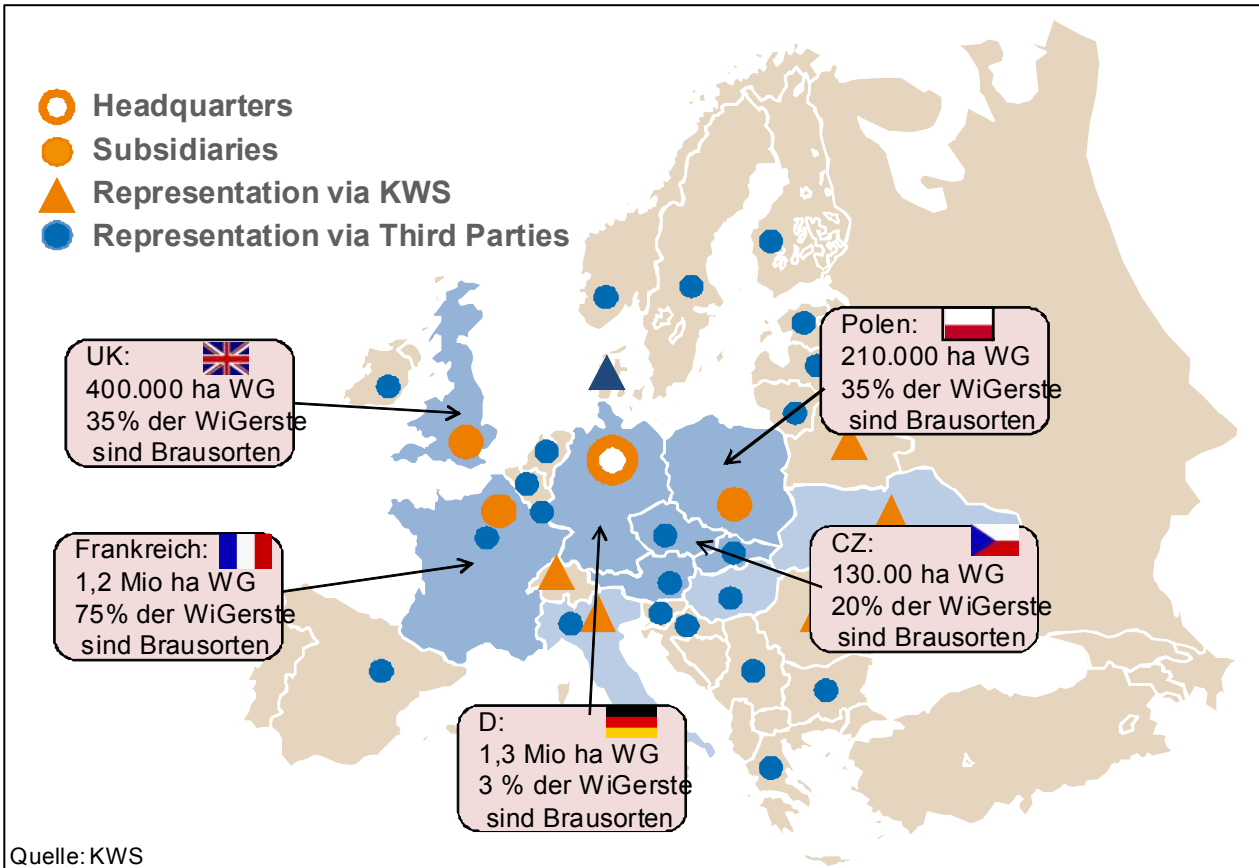 Headquarters
Subsidiaries
Representation via KWS
Representation via Third Parties
UK:
400.000 ha WG
35% der WiGerste
sind Brausorten
Polen:
210.000 ha WG
35% der WiGerste
sind Brausorten
Frankreich:
1,2 Mio ha WG
75% der WiGerste
sind Brausorten
CZ:
130.00 ha WG
20% der WiGerste
sind Brausorten
D:
1,3 Mio ha WG
3 % der WiGerste
sind Brausorten
Quelle: KWS